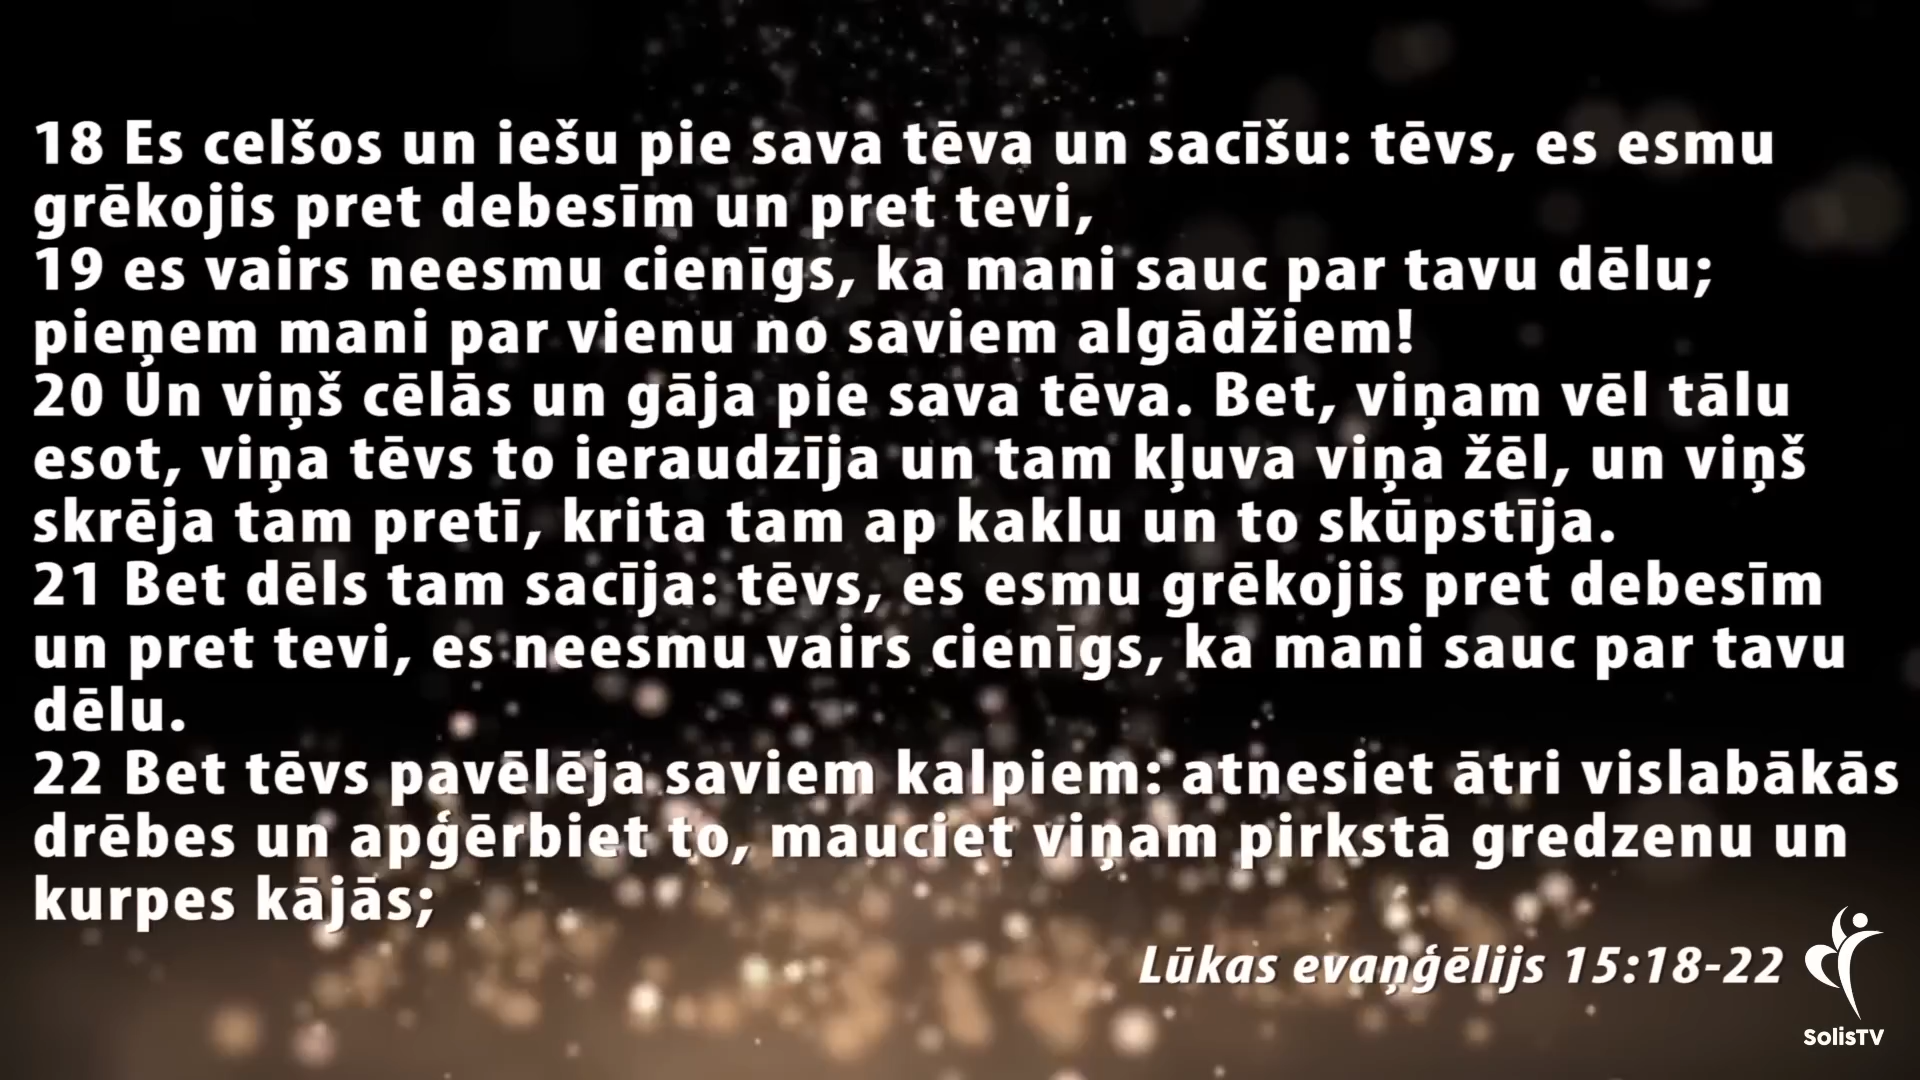 18 Es celšos un iešu pie sava tēva un sacīšu: tēvs, es esmu
grēkojis pret debesīm un pret tevi,
19 es vairs neesmu cienīgs, ka mani sauc par tavu dēlu;
pieņem mani par vienu no saviem algādžiem!
20 Un viņš cēlās un gāja pie sava tēva. Bet, viņam vēl tālu
esot, viņa tēvs to ieraudzīja un tam kļuva viņa žēl, un viņš
skrēja tam pretī, krita tam ap kaklu un to skūpstīja.
21 Bet dēls tam sacīja: tēvs, es esmu grēkojis pret debesīm
un pret tevi, es neesmu vairs cienīgs, ka mani sauc par tavu
dēlu.
22 Bet tēvs pavēlēja saviem kalpiem: atnesiet ātri vislabākās
drēbes un apģērbiet to, mauciet viņam pirkstā gredzenu un
kurpes kājās;
Lūkas evaņģēlijs 15:18-22
SolisTV